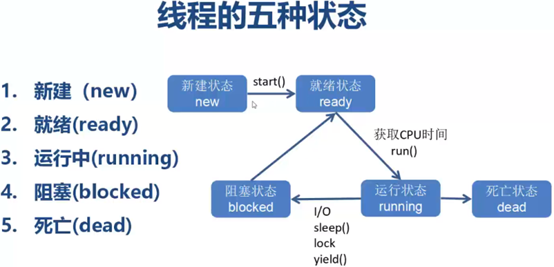 线程的五种状态
1. 新建（new）
2. 就绪(ready)
3. 运行中(running)
4. 阻塞(blocked)
5. 死亡(dead)
新建状态
new
start()
就绪状态
ready
获取CPU时间
run()
阻塞状态
blocked
I/O
sleep()
lock
yield()
运行状态
running
死亡状态
dead